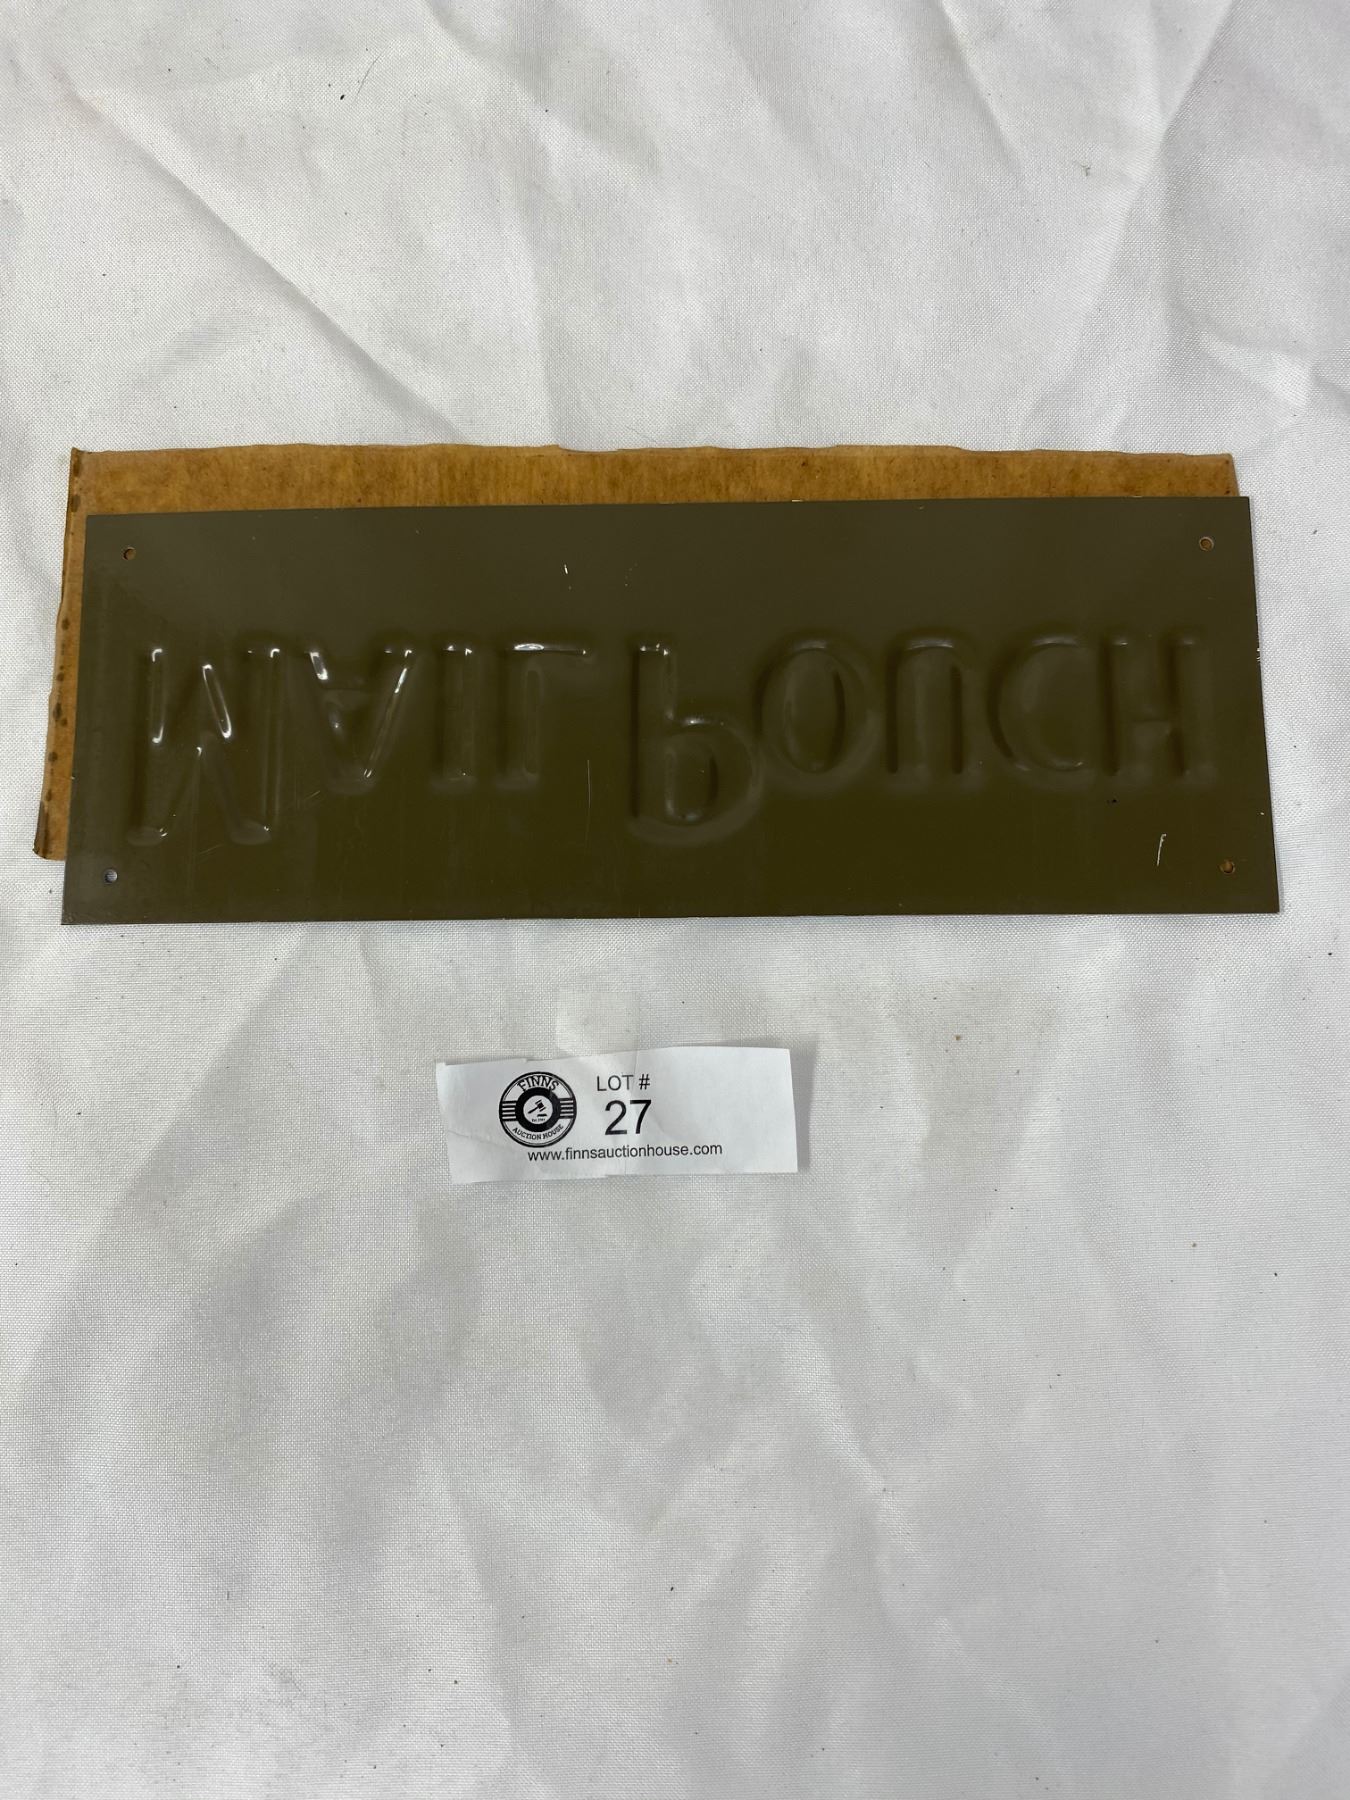 MAIL POUCH
FINNS
AUCTION HOUSE
LOT #
27
www.finnsauctionhouse.com